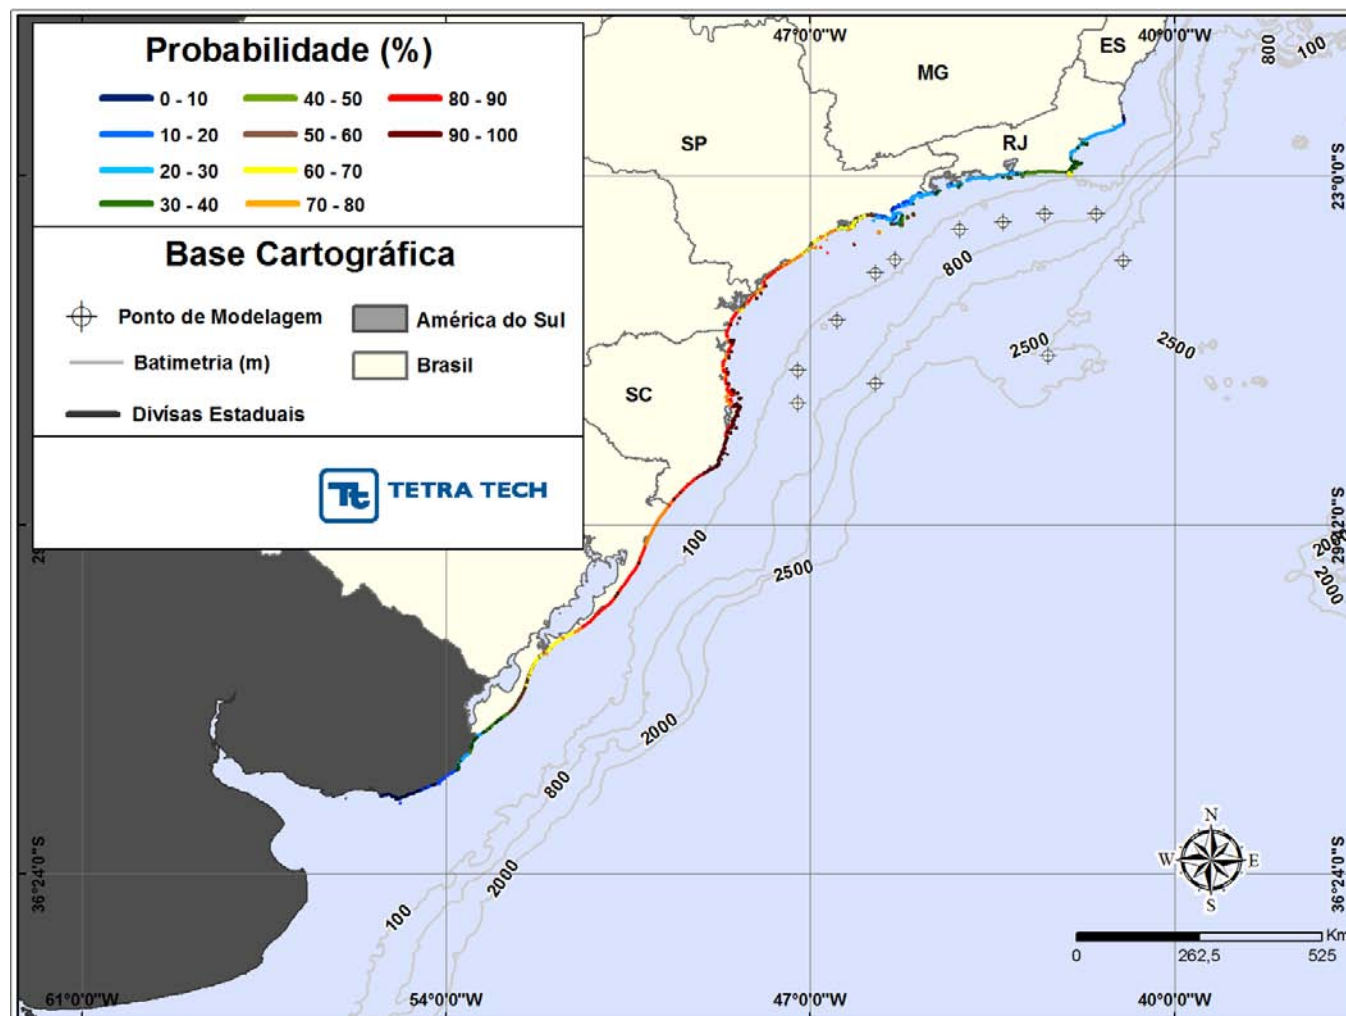 Probabilidade (%)
0 - 10
40 - 50
80 - 90
10 - 20
50 - 60
90 - 100
20 - 30
60 - 70
30 - 40
70 - 80
Base Cartográfica
Ponto de Modelagem
América do Sul
Batimetria (m)
Brasil
Divísas Estaduais
Tt
TETRA TECH
47°0'0"W
40°0'0"W
ES
MG
SP
RJ
SC
800
100
23°0'0"S
800
2500
2500
100
2500
2000
2000
800
2000
100
36°24'0"S
36°24'0"S
N
W
E
S
Km
0
262,5
525
61°0'0"W
54°0'0"W
47°0'0"W
40°0'0"W